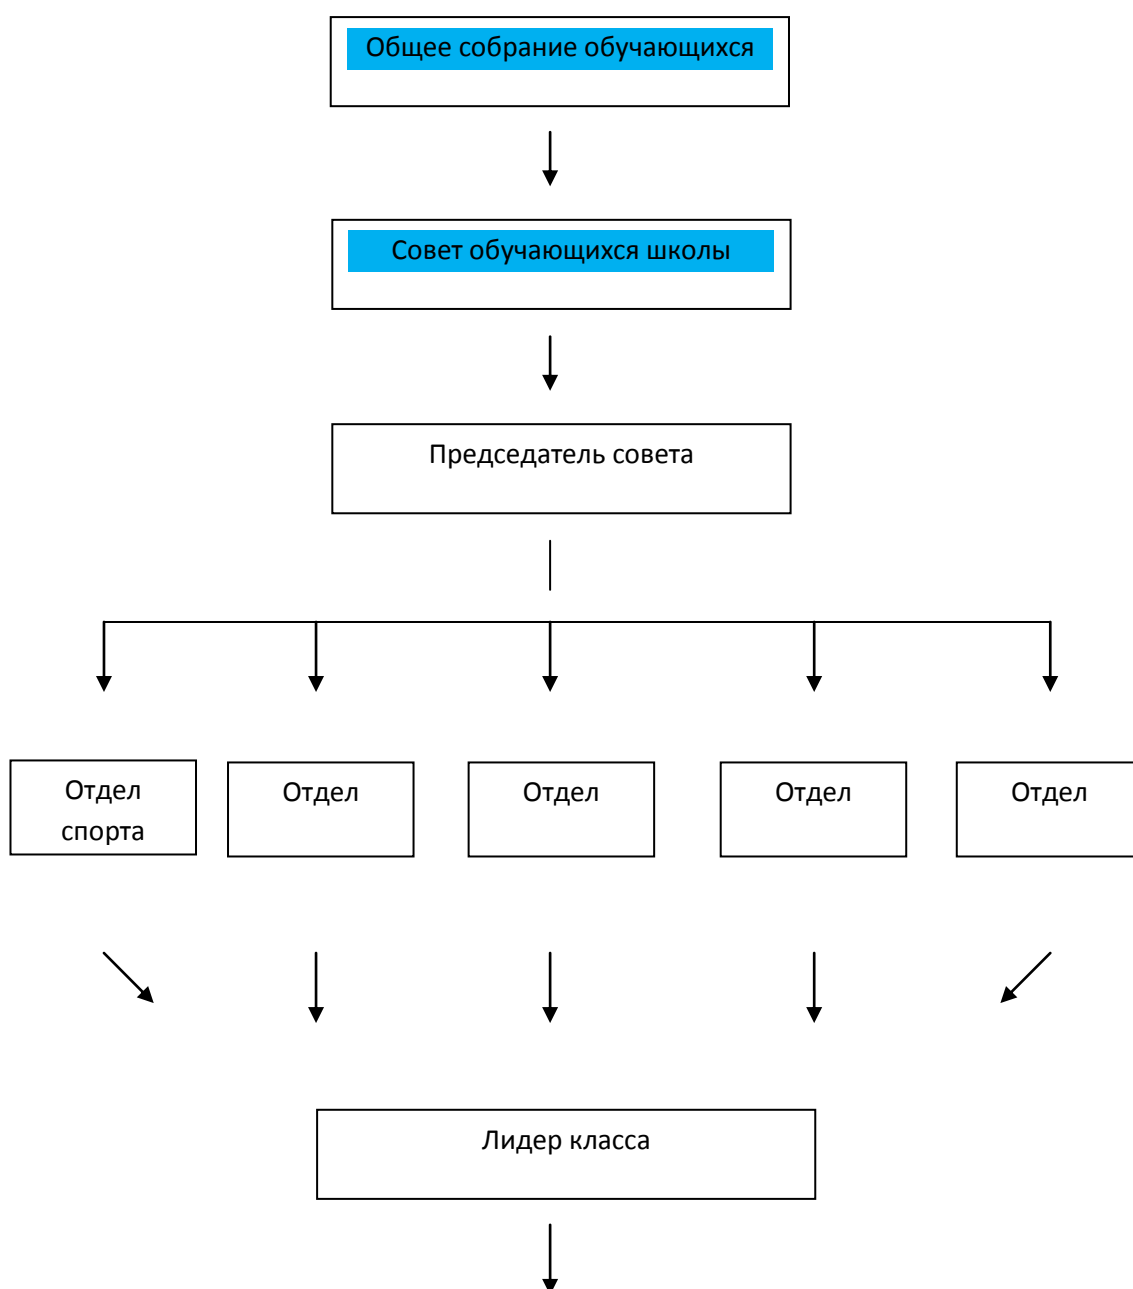 Общее собрание обучающихся
Совет обучающихся школы
Председатель совета
Отдел
спорта
Отдел
Отдел
Отдел
Отдел
Лидер класса